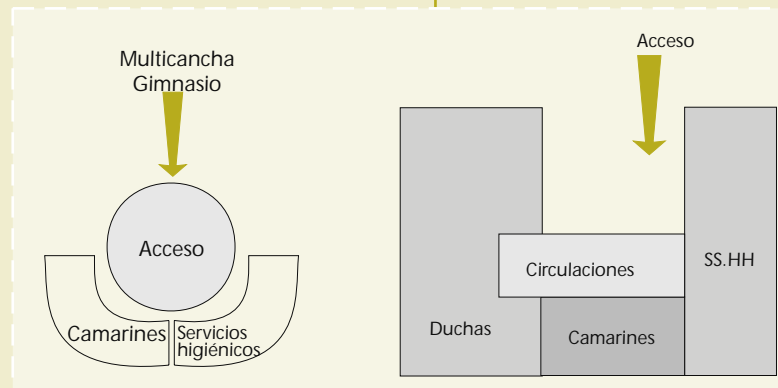 Multicancha
Gimnasio
Acceso
Camarines
Servicios
higiénicos
Acceso
Circulaciones
SS.HH
Duchas
Camarines